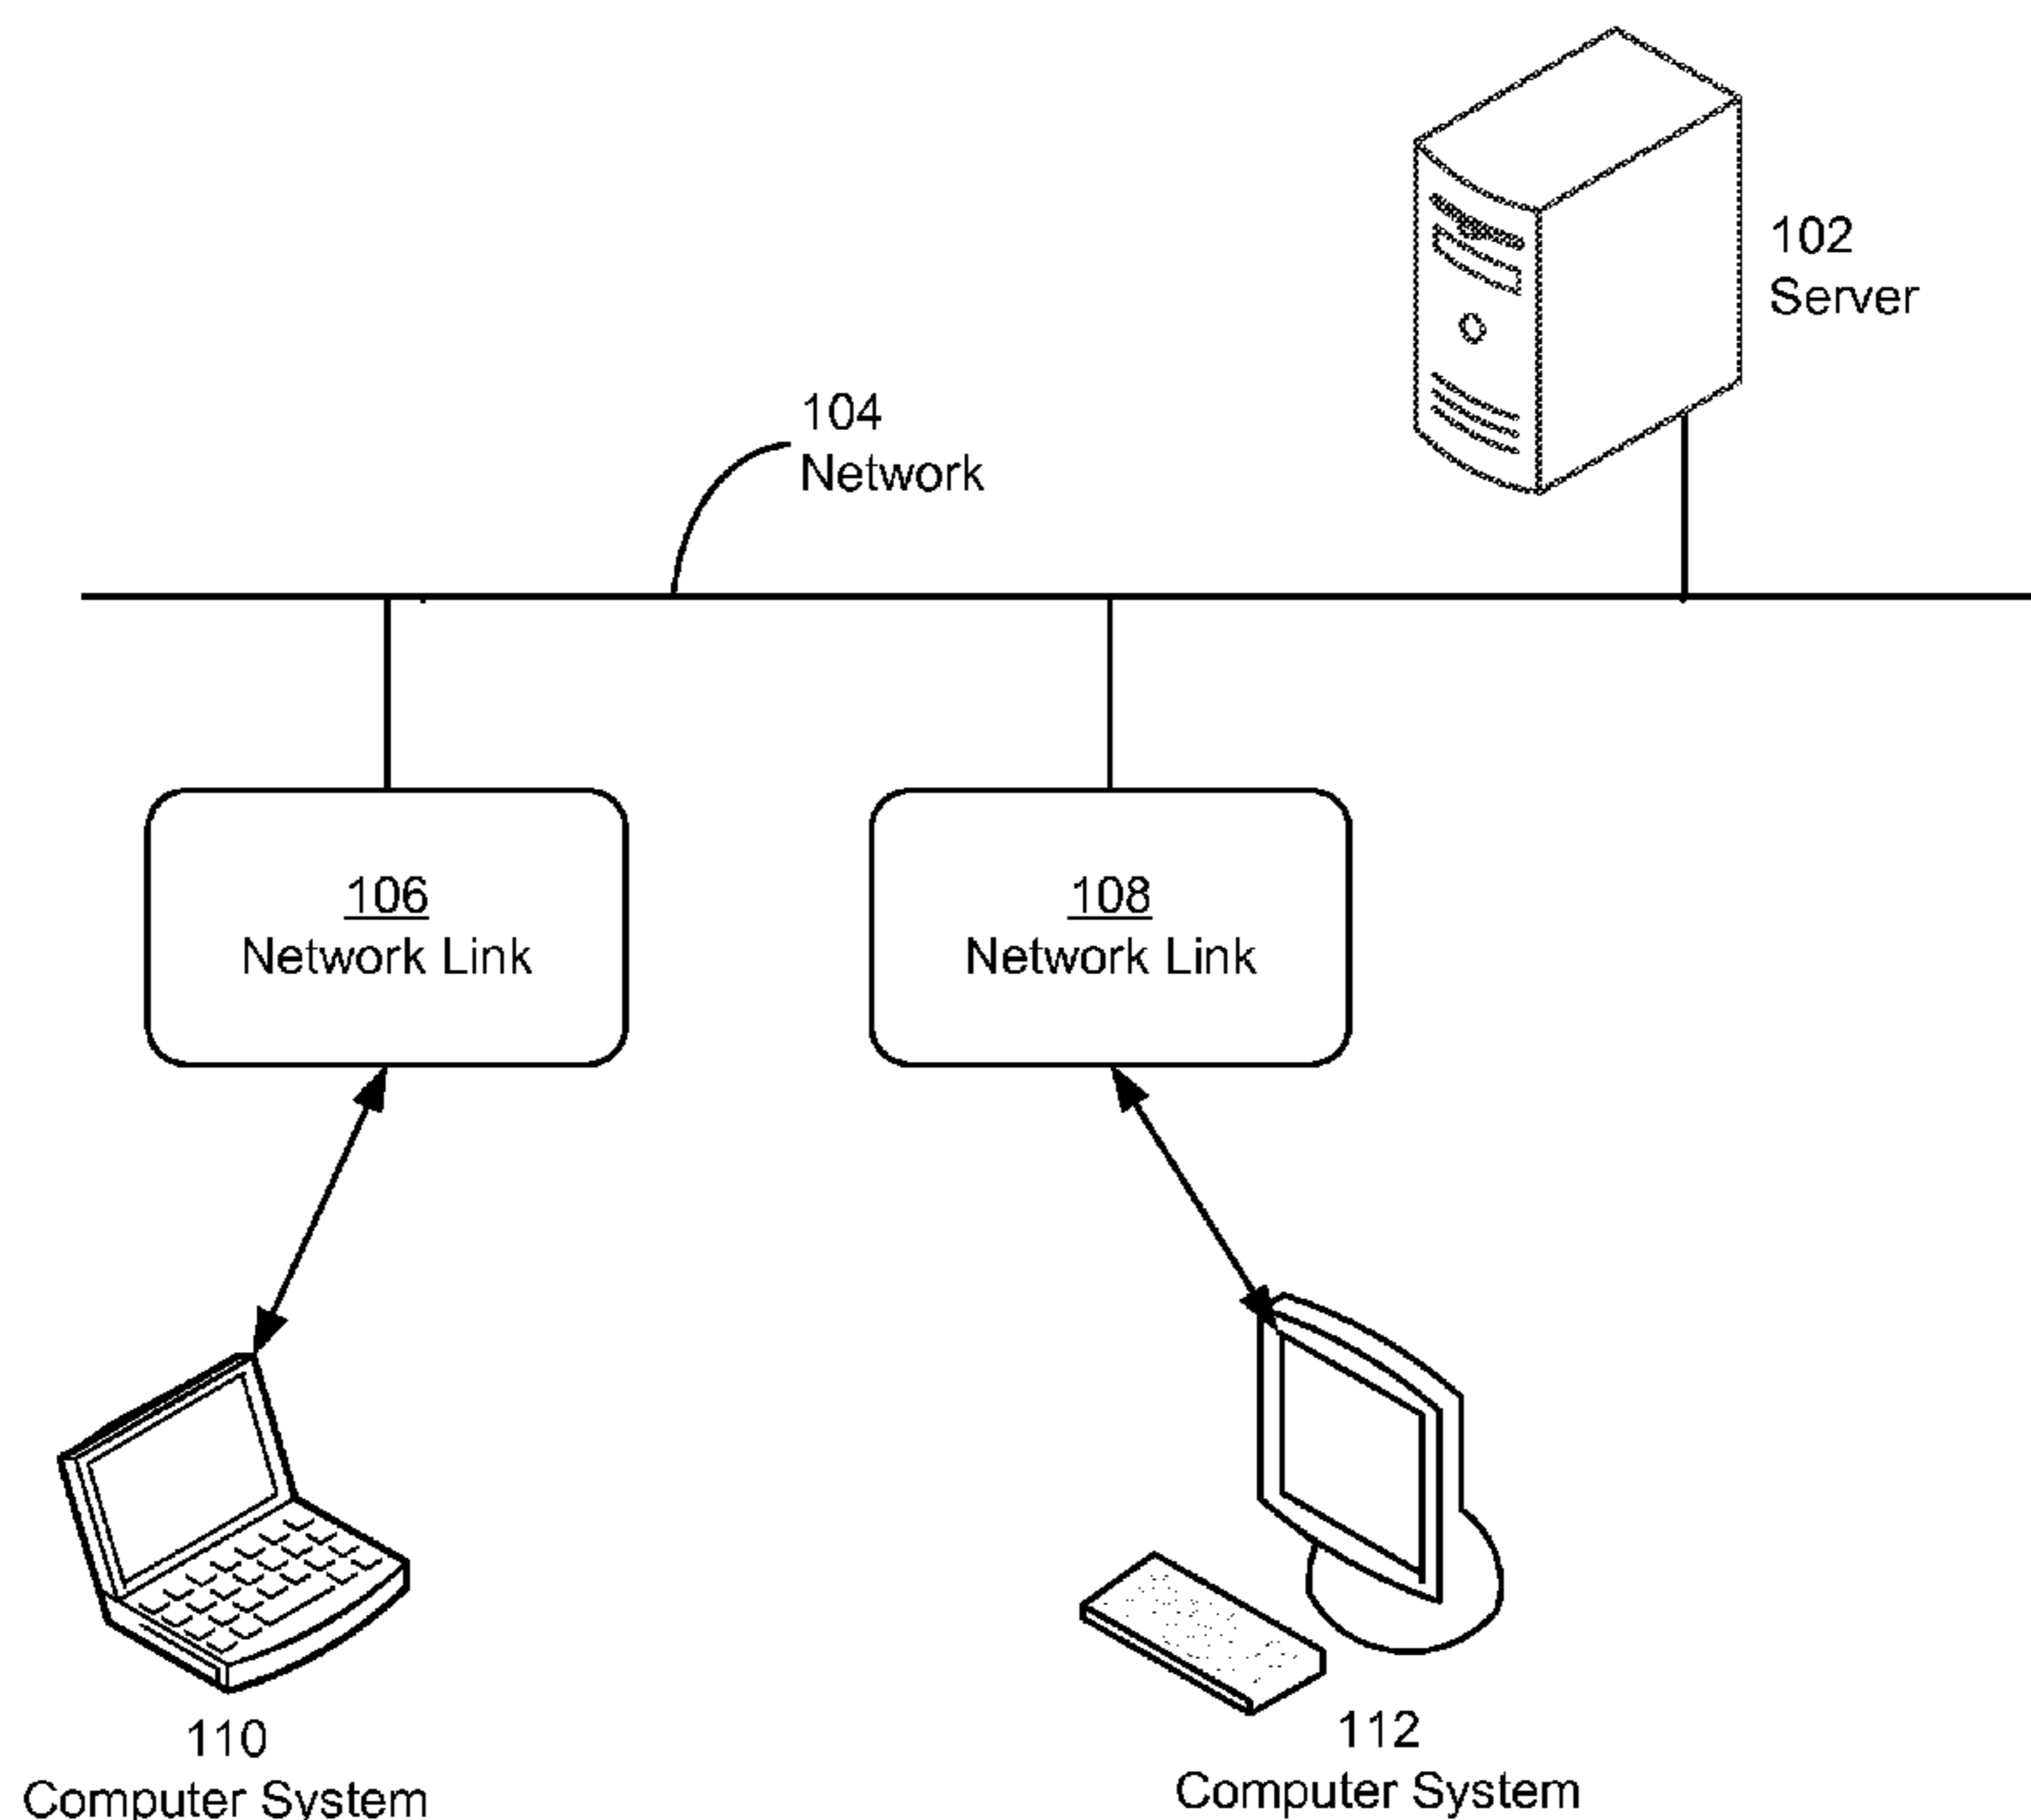 102
Server
104
Network
106
Network Link
108
Network Link
110
Computer System
112
Computer System